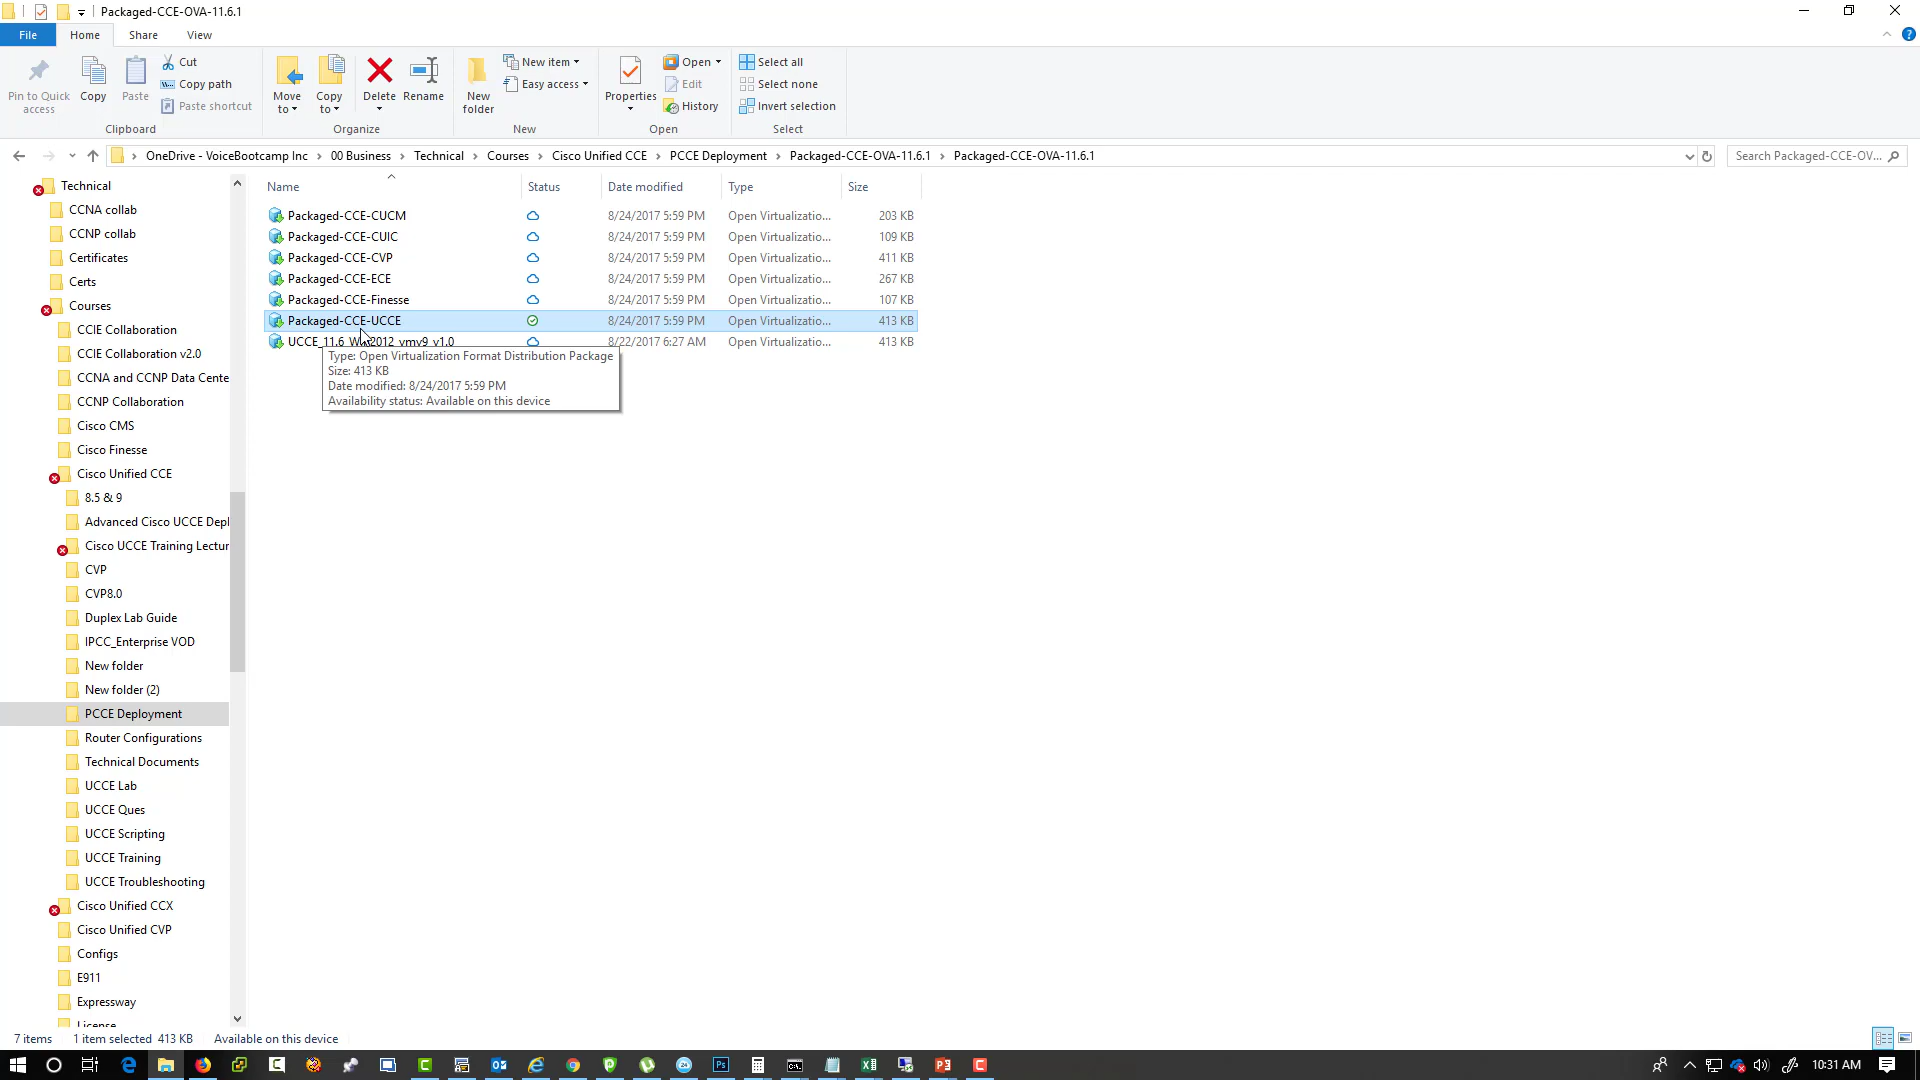 Packaged-CCE-OVA-11.6.1
File Home Share View
Pin to Quick access
Copy
Paste
Cut
Copy path
Paste shortcut
Clipboard
Move to
Copy to
Delete
Rename
Organize
New folder
New item
Easy access
New
Properties
Open
Edit
History
Open
Select all
Select none
Invert selection
Select
OneDrive - VoiceBootcamp Inc 00 Business Technical Courses Cisco Unified CCE PCCE Deployment Packaged-CCE-OVA-11.6.1 Packaged-CCE-OVA-11.6.1
Search Packaged-CCE-OV...
Technical
CCNA collab
CCNP collab
Certificates
Certs
Courses
CCIE Collaboration
CCIE Collaboration v2.0
CCNA and CCNP Data Cente
CCNP Collaboration
Cisco CMS
Cisco Finesse
Cisco Unified CCE
8.5 & 9
Advanced Cisco UCCE Depl
Cisco UCCE Training Lectur
CVP
CVP8.0
Duplex Lab Guide
IPCC_Enterprise VOD
New folder
New folder (2)
PCCE Deployment
Router Configurations
Technical Documents
UCCE Lab
UCCE Ques
UCCE Scripting
UCCE Training
UCCE Troubleshooting
Cisco Unified CCX
Cisco Unified CVP
Configs
E911
Expressway
License
Name Status Date modified Type Size
Packaged-CCE-CUCM 8/24/2017 5:59 PM Open Virtualizatio... 203 KB
Packaged-CCE-CUIC 8/24/2017 5:59 PM Open Virtualizatio... 109 KB
Packaged-CCE-CVP 8/24/2017 5:59 PM Open Virtualizatio... 411 KB
Packaged-CCE-ECE 8/24/2017 5:59 PM Open Virtualizatio... 267 KB
Packaged-CCE-Finesse 8/24/2017 5:59 PM Open Virtualizatio... 107 KB
Packaged-CCE-UCCE 8/24/2017 5:59 PM Open Virtualizatio... 413 KB
UCCE_11.6 vmv9_v1.0 8/22/2017 6:27 AM Open Virtualizatio... 413 KB
Type: Open Virtualization Format Distribution Package
Size: 413 KB
Date modified: 8/24/2017 5:59 PM
Availability status: Available on this device
7 items 1 item selected 413 KB Available on this device
10:31 AM